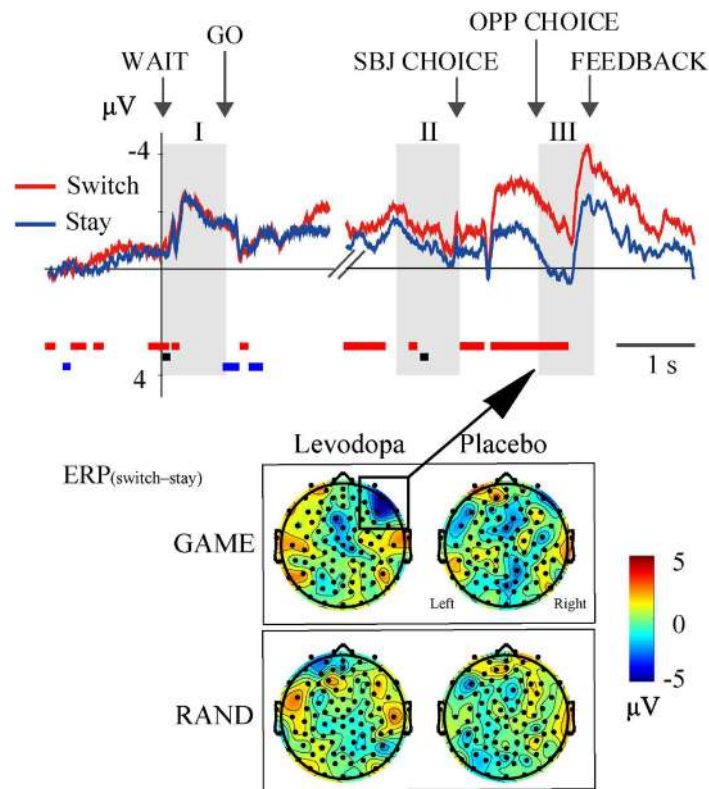 OPP CHOICE
GO
WAIT
SBJ CHOICE
FEEDBACK
μV
I
II
III
-4
Switch
Stay
4
1 s
Levodopa
Placebo
ERP(switch–stay)
GAME
Left
Right
5
0
-5
μV
RAND